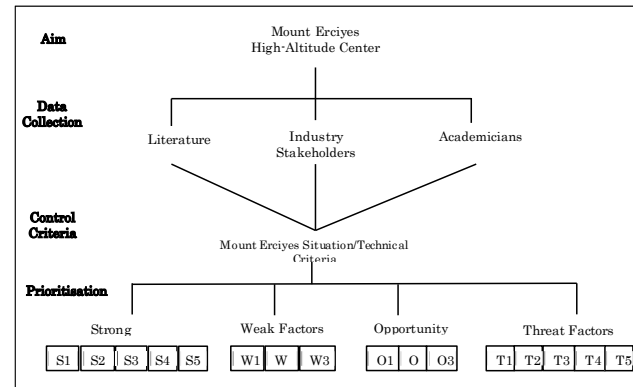 Aim
Mount Erciyes
High-Altitude Center
Data
Collection
Literature
Industry
Stakeholders
Academicians
Control
Criteria
Mount Erciyes Situation/Technical
Criteria
Prioritisation
Strong
Weak Factors
Opportunity
Threat Factors
S1 S2 S3 S4 S5
W1 W W3
O1 O O3
T1 T2 T3 T4 T5